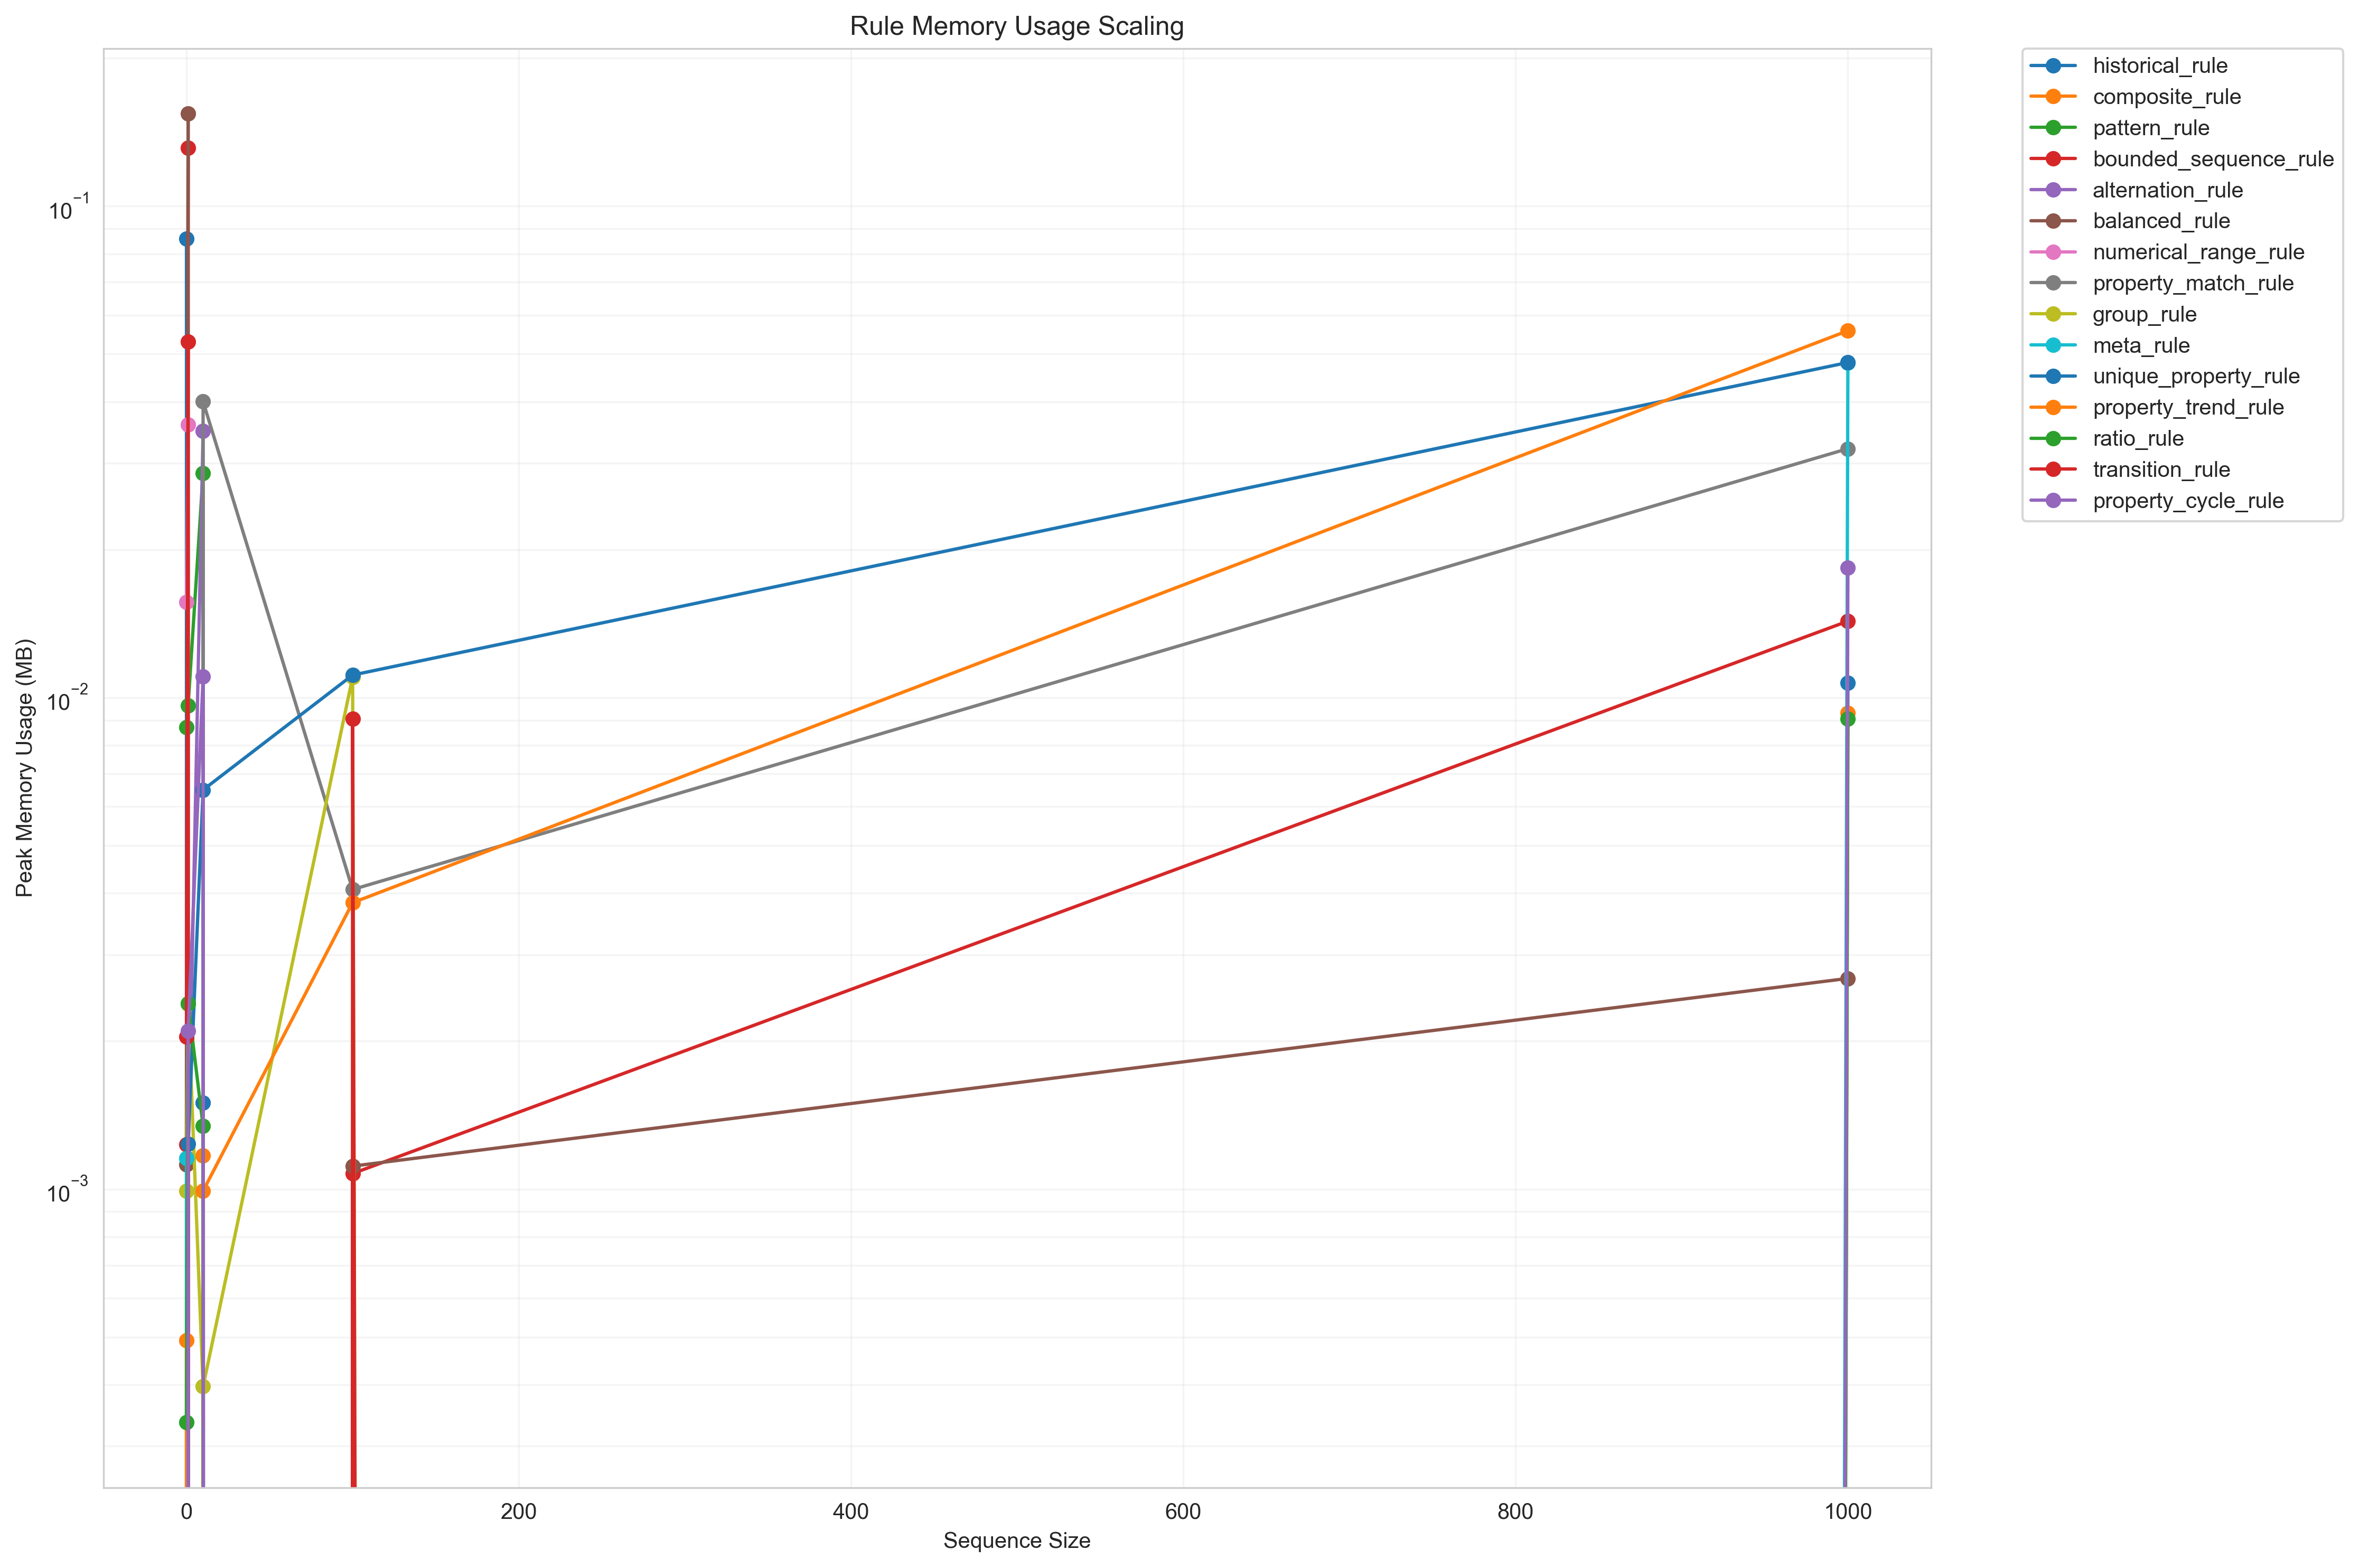 Rule Memory Usage Scaling
Peak Memory Usage (MB)
10⁻¹
10⁻²
10⁻³
0
200
400
600
800
1000
Sequence Size
historical_rule
composite_rule
pattern_rule
bounded_sequence_rule
alternation_rule
balanced_rule
numerical_range_rule
property_match_rule
group_rule
meta_rule
unique_property_rule
property_trend_rule
ratio_rule
transition_rule
property_cycle_rule